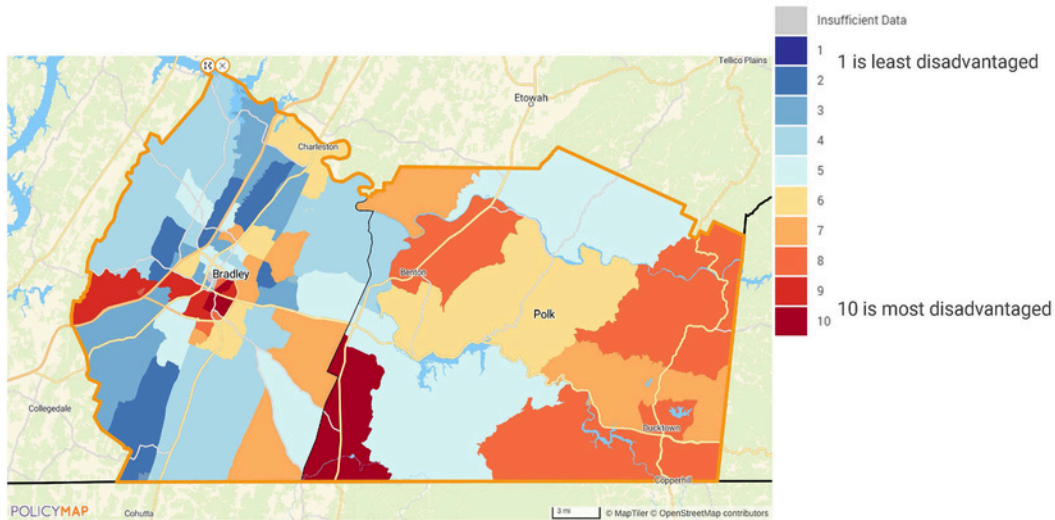 Insufficient Data
1
1 is least disadvantaged
2
3
4
5
6
7
8
9
10
10 is most disadvantaged
Tellico Plains
Etowah
Charleston
Bradley
Benton
Polk
Collegedale
Ducktown
Copperhill
Cohutta
POLICYMAP
3 mi
© MapTiler © OpenStreetMap contributors